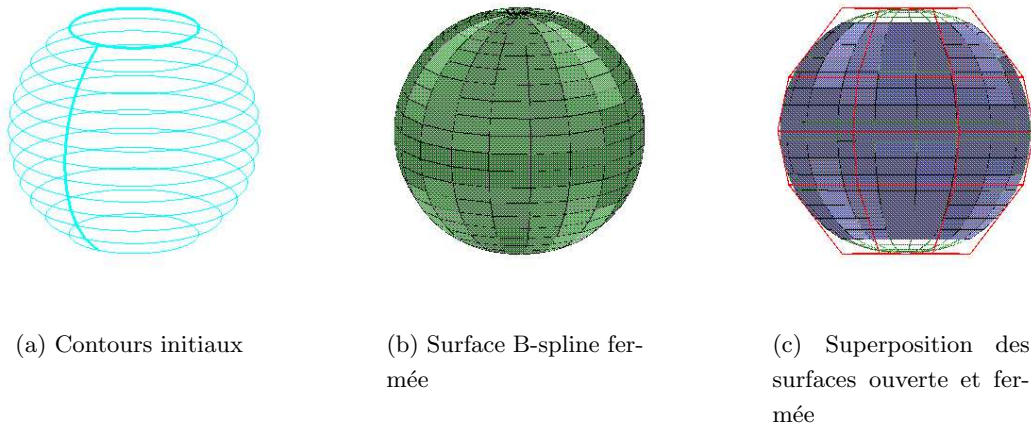 (a) Contours initiaux
(b) Surface B-spline fer-
mée
(c) Superposition des
surfaces ouverte et fer-
mée